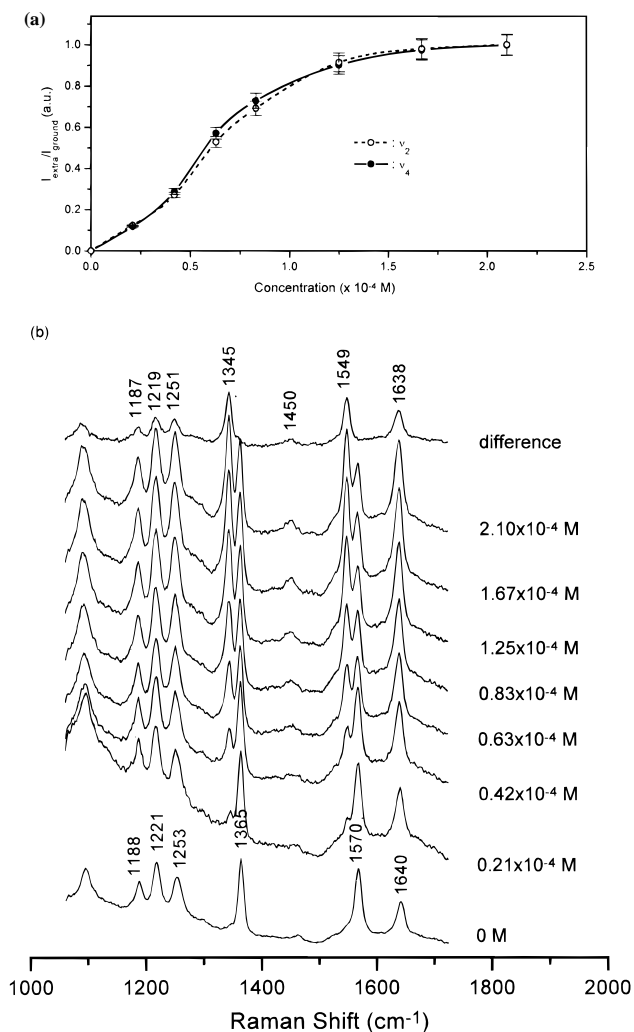 (a)
I extra/I ground (a.u.)
1.0
0.8
0.6
0.4
0.2
0.0
: ν2
: ν4
0.0 0.5 1.0 1.5 2.0 2.5
Concentration (x 10-4 M)
(b)
1187 1219 1251 1345 1450 1549 1638
difference
2.10x10-4 M
1.67x10-4 M
1.25x10-4 M
0.83x10-4 M
0.63x10-4 M
0.42x10-4 M
0.21x10-4 M
1188 1221 1253 1365 1570 1640
0 M
1000 1200 1400 1600 1800 2000
Raman Shift (cm-1)